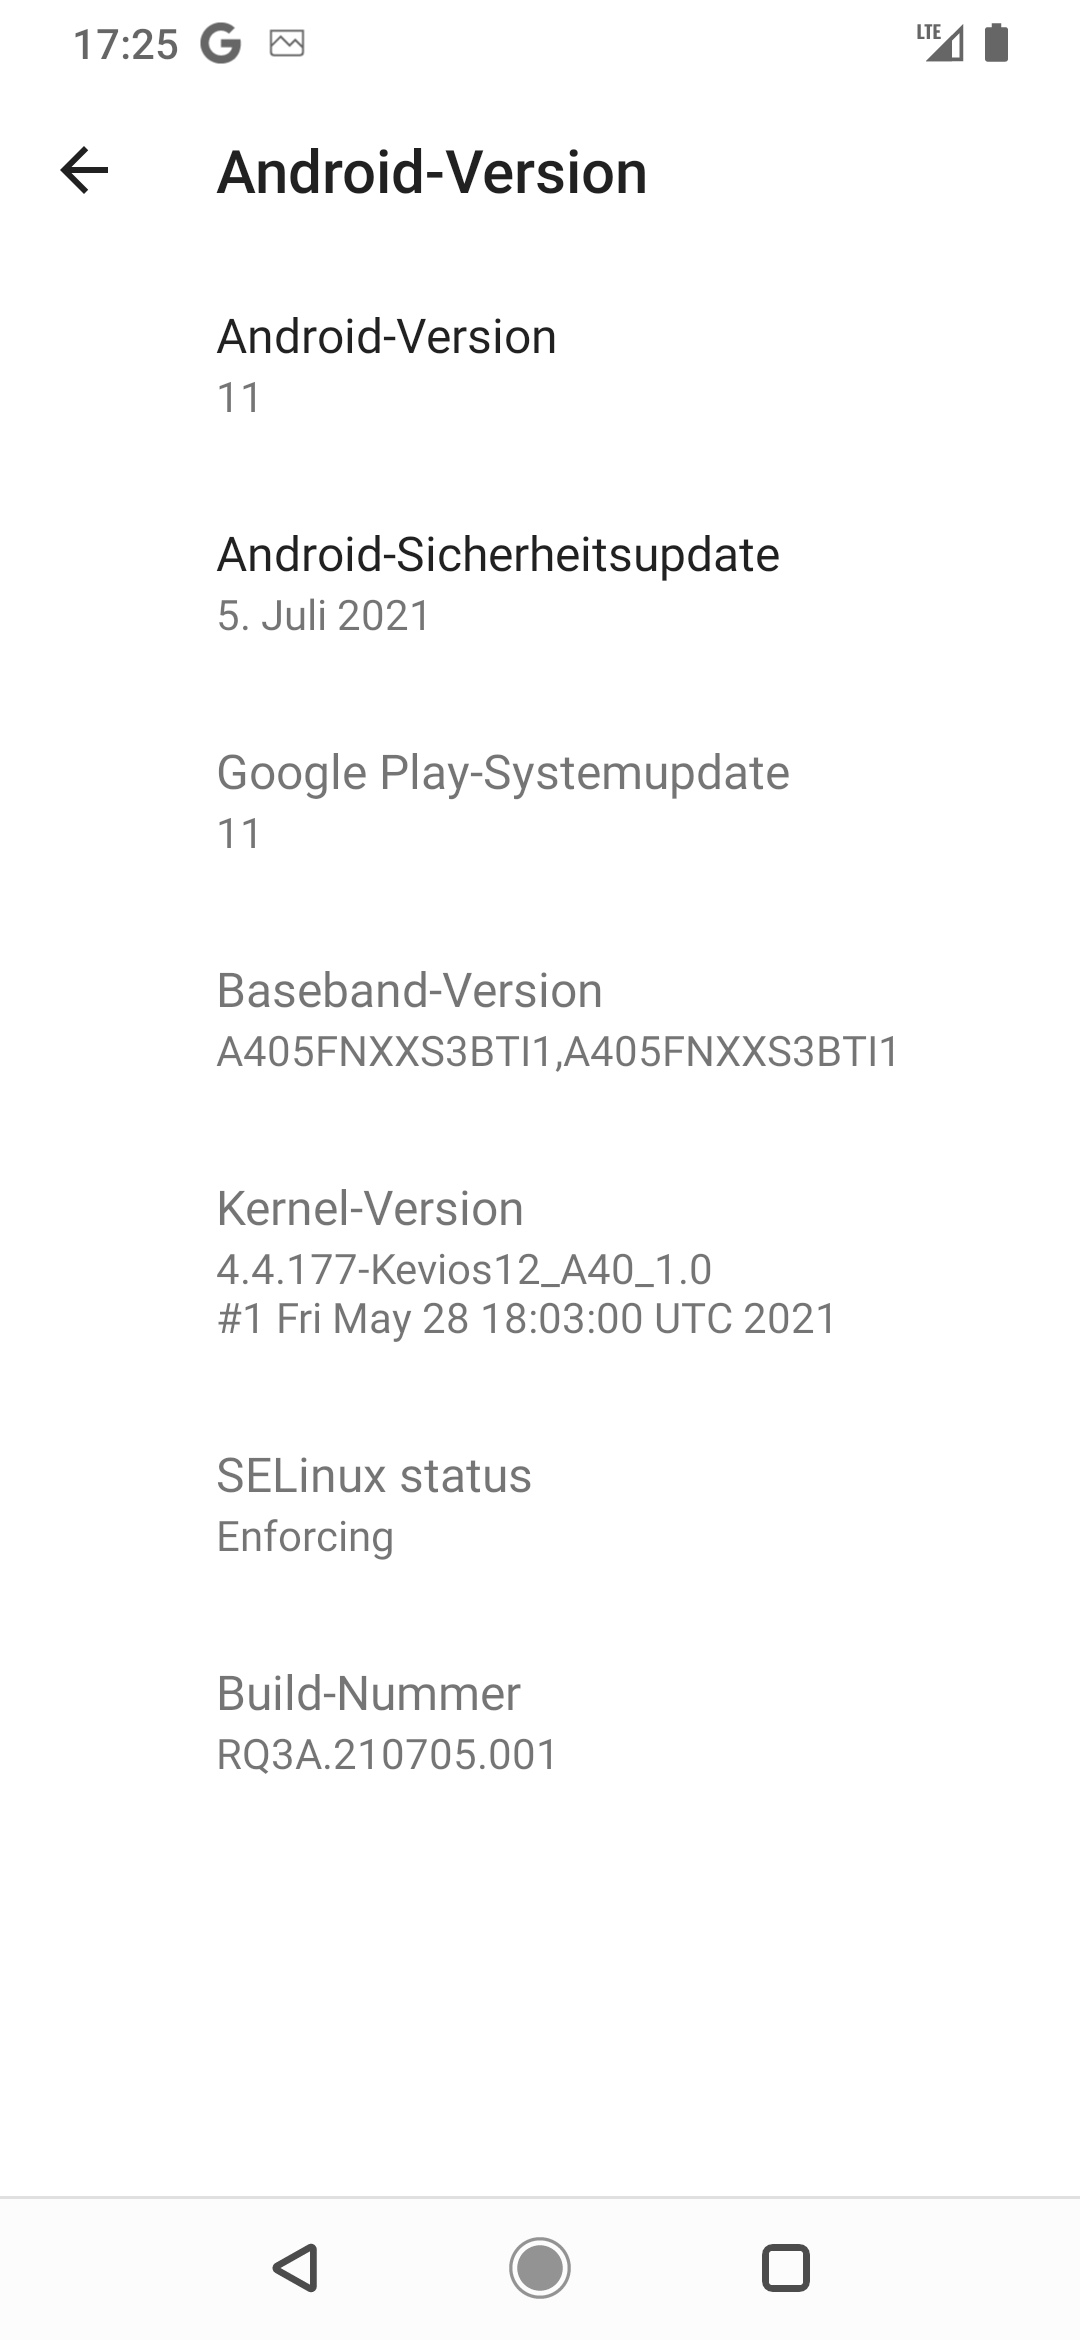 17:25
LTE
Android-Version
Android-Version
11
Android-Sicherheitsupdate
5. Juli 2021
Google Play-Systemupdate
11
Baseband-Version
A405FNXXS3BTI1,A405FNXXS3BTI1
Kernel-Version
4.4.177-Kevios12_A40_1.0
#1 Fri May 28 18:03:00 UTC 2021
SELinux status
Enforcing
Build-Nummer
RQ3A.210705.001